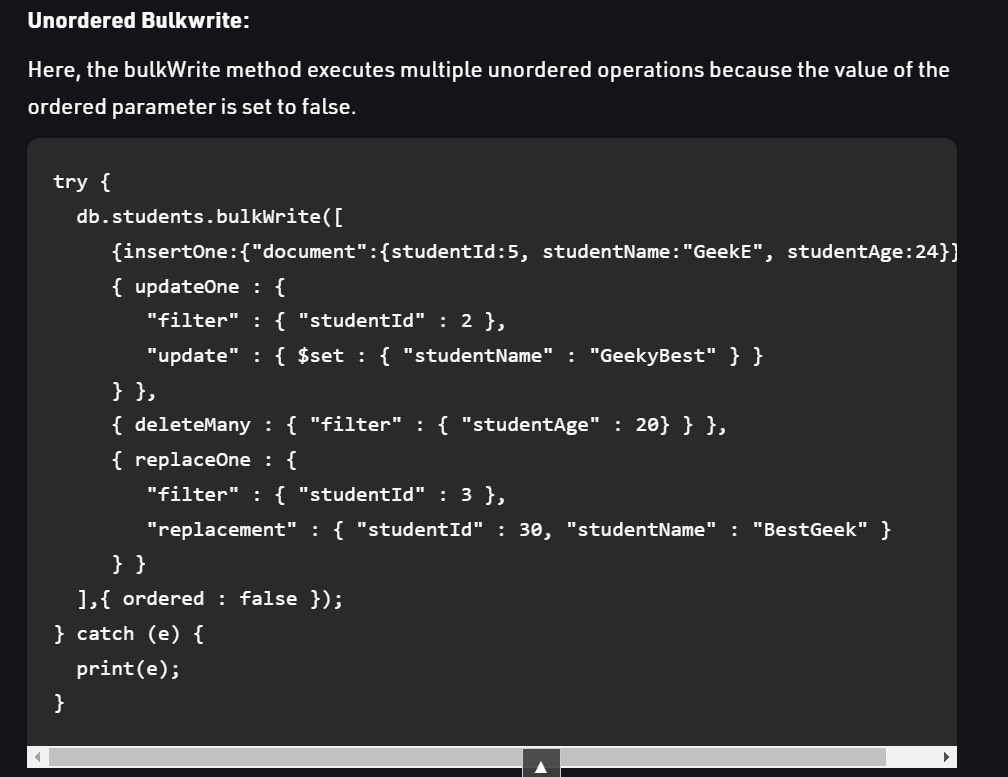 Unordered Bulkwrite:
Here, the bulkWrite method executes multiple unordered operations because the value of the
ordered parameter is set to false.
try {
  db.students.bulkWrite([
     {insertOne:{"document":{studentId:5, studentName:"GeekE", studentAge:24}}
     { updateOne : {
        "filter" : { "studentId" : 2 },
        "update" : { $set : { "studentName" : "GeekyBest" } }
     } },
     { deleteMany : { "filter" : { "studentAge" : 20} } },
     { replaceOne : {
        "filter" : { "studentId" : 3 },
        "replacement" : { "studentId" : 30, "studentName" : "BestGeek" }
     } }
  ],{ ordered : false });
} catch (e) {
  print(e);
}